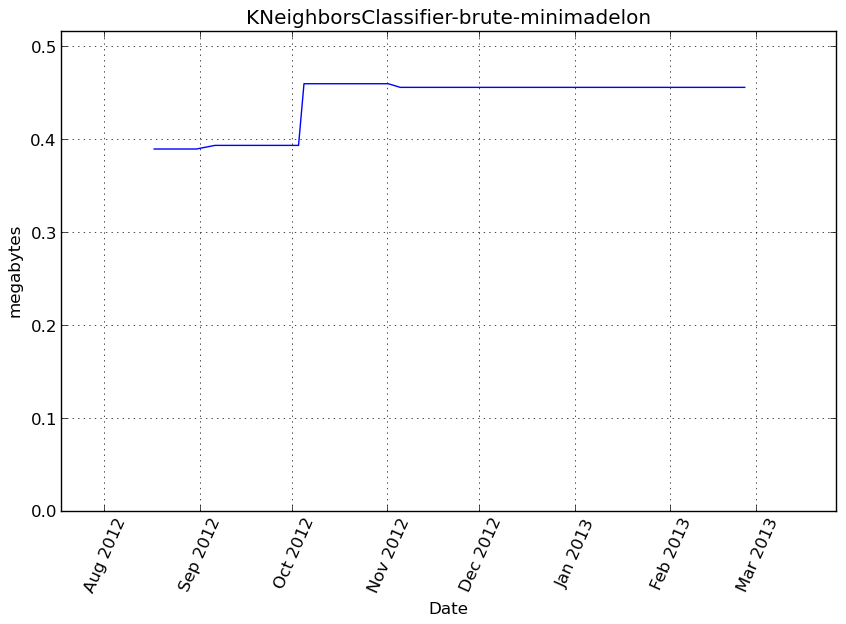 KNeighborsClassifier-brute-minimadelon
0.5
0.4
0.3
0.2
0.1
0.0
megabytes
Aug 2012
Sep 2012
Oct 2012
Nov 2012
Dec 2012
Jan 2013
Feb 2013
Mar 2013
Date